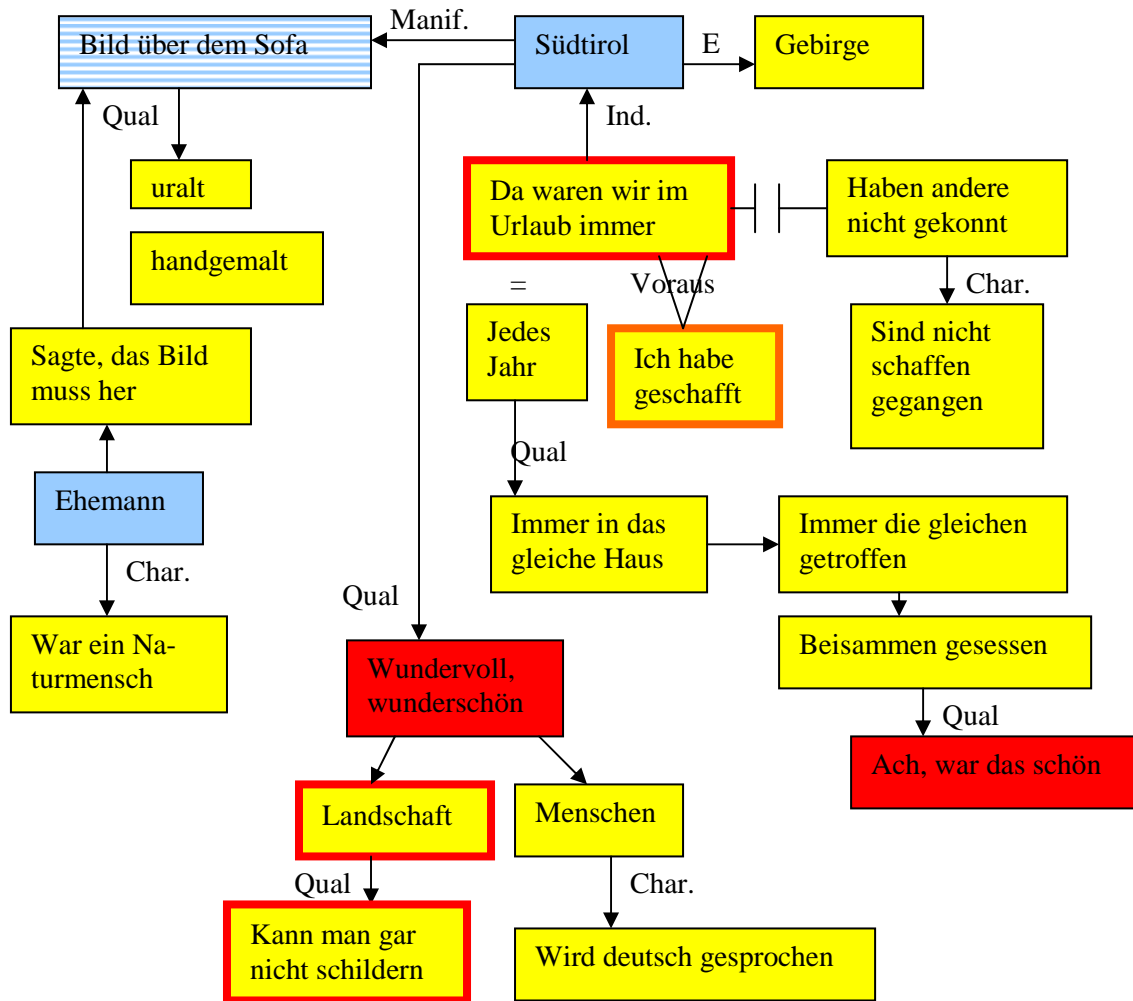 Bild über dem Sofa
Manif.
Südtirol
E
Gebirge
Qual
Ind.
uralt
handgemalt
Da waren wir im
Urlaub immer
Haben andere
nicht gekonnt
=
Voraus
Char.
Jedes
Jahr
Ich habe
geschafft
Sind nicht
schaffen
gegangen
Sagte, das Bild
muss her
Qual
Ehemann
Immer in das
gleiche Haus
Immer die gleichen
getroffen
Char.
Qual
War ein Na-
turmensch
Wundervoll,
wunderschön
Beisammen gesessen
Qual
Ach, war das schön
Landschaft
Menschen
Qual
Char.
Kann man gar
nicht schildern
Wird deutsch gesprochen